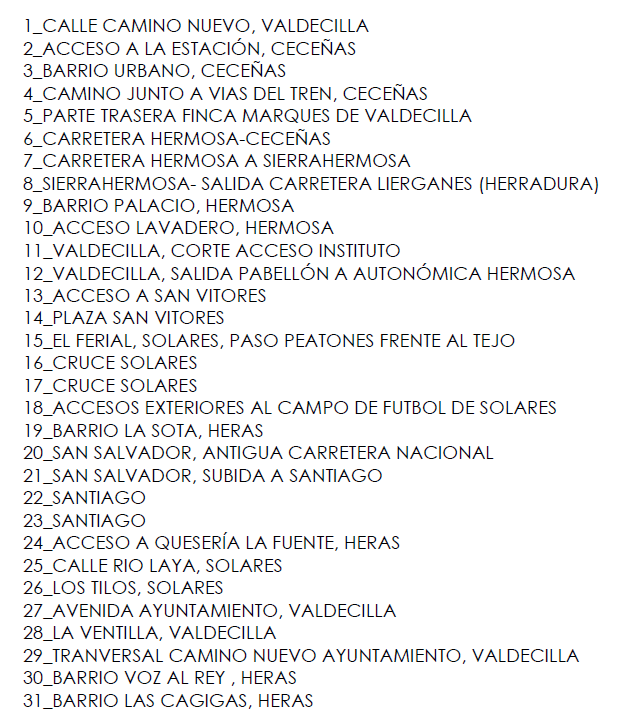 1_CALLE CAMINO NUEVO, VALDECILLA
2_ACCESO A LA ESTACIÓN, CECEÑAS
3_BARRIO URBANO, CECEÑAS
4_CAMINO JUNTO A VIAS DEL TREN, CECEÑAS
5_PARTE TRASERA FINCA MARQUES DE VALDECILLA
6_CARRETERA HERMOSA-CECEÑAS
7_CARRETERA HERMOSA A SIERRAHERMOSA
8_SIERRAHERMOSA- SALIDA CARRETERA LIERGANES (HERRADURA)
9_BARRIO PALACIO, HERMOSA
10_ACCESO LAVADERO, HERMOSA
11_VALDECILLA, CORTE ACCESO INSTITUTO
12_VALDECILLA, SALIDA PABELLÓN A AUTONÓMICA HERMOSA
13_ACCESO A SAN VITORES
14_PLAZA SAN VITORES
15_EL FERIAL, SOLARES, PASO PEATONES FRENTE AL TEJO
16_CRUCE SOLARES
17_CRUCE SOLARES
18_ACCESOS EXTERIORES AL CAMPO DE FUTBOL DE SOLARES
19_BARRIO LA SOTA, HERAS
20_SAN SALVADOR, ANTIGUA CARRETERA NACIONAL
21_SAN SALVADOR, SUBIDA A SANTIAGO
22_SANTIAGO
23_SANTIAGO
24_ACCESO A QUESERÍA LA FUENTE, HERAS
25_CALLE RIO LAYA, SOLARES
26_LOS TILOS, SOLARES
27_AVENIDA AYUNTAMIENTO, VALDECILLA
28_LA VENTILLA, VALDECILLA
29_TRANVERSAL CAMINO NUEVO AYUNTAMIENTO, VALDECILLA
30_BARRIO VOZ AL REY , HERAS
31_BARRIO LAS CAGIGAS, HERAS